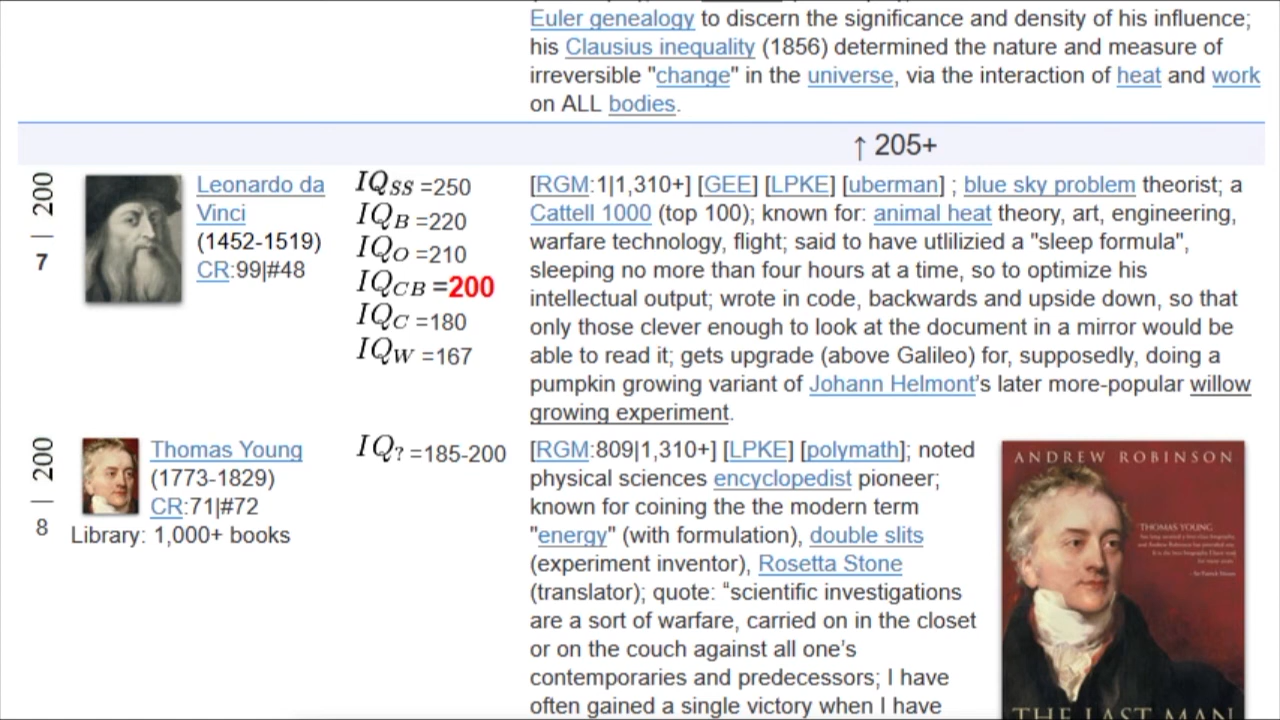 Euler genealogy to discern the significance and density of his influence;
his Clausius inequality (1856) determined the nature and measure of
irreversible "change" in the universe, via the interaction of heat and work
on ALL bodies.
↑ 205+
200 | 7
Leonardo da
Vinci
(1452-1519)
CR:99|#48
IQSS =250
IQB =220
IQO =210
IQCB =200
IQC =180
IQW =167
[RGM:1|1,310+] [GEE] [LPKE] [uberman] ; blue sky problem theorist; a
Cattell 1000 (top 100); known for: animal heat theory, art, engineering,
warfare technology, flight; said to have utlilizied a "sleep formula",
sleeping no more than four hours at a time, so to optimize his
intellectual output; wrote in code, backwards and upside down, so that
only those clever enough to look at the document in a mirror would be
able to read it; gets upgrade (above Galileo) for, supposedly, doing a
pumpkin growing variant of Johann Helmont's later more-popular willow
growing experiment.
200 | 8
Thomas Young
(1773-1829)
CR:71|#72
Library: 1,000+ books
IQ? =185-200
[RGM:809|1,310+] [LPKE] [polymath]; noted
physical sciences encyclopedist pioneer;
known for coining the the modern term
"energy" (with formulation), double slits
(experiment inventor), Rosetta Stone
(translator); quote: “scientific investigations
are a sort of warfare, carried on in the closet
or on the couch against all one’s
contemporaries and predecessors; I have
often gained a single victory when I have
ANDREW ROBINSON
THOMAS YOUNG
THE LAST MAN